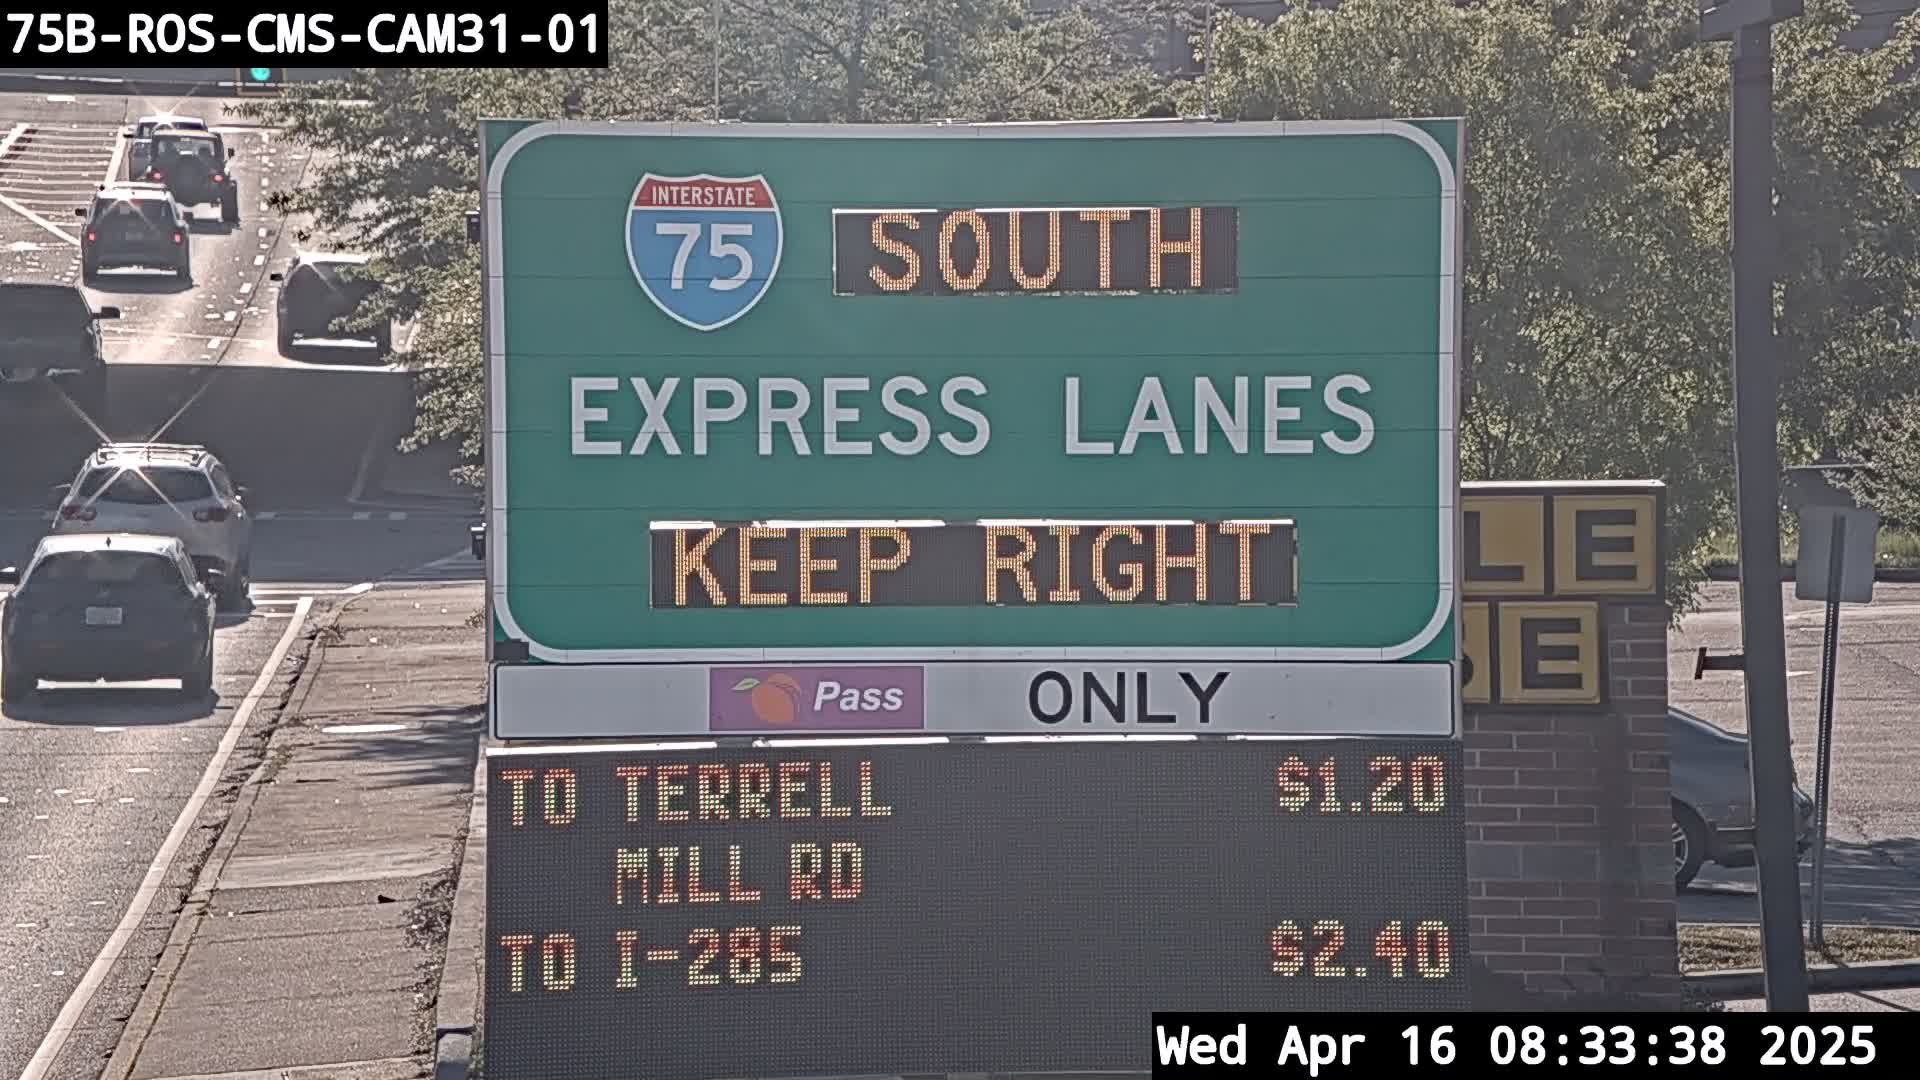 75B-ROS-CMS-CAM31-01
INTERSTATE
75
SOUTH
EXPRESS LANES
KEEP RIGHT
Pass
ONLY
TO TERRELL $1.20
MILL RD
TO I-285 $2.40
LE
E
Wed Apr 16 08:33:38 2025